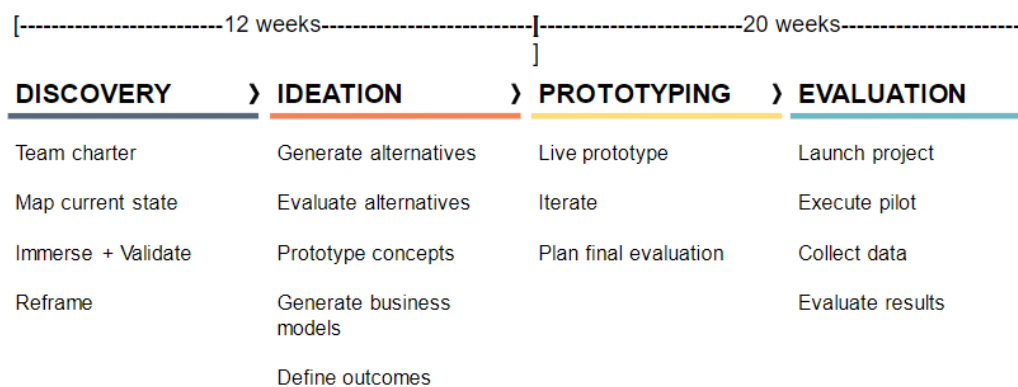 [-----------------------12 weeks------------------------[-----------------------20 weeks--------------------
]
DISCOVERY › IDEATION › PROTOTYPING › EVALUATION
Team charter Generate alternatives Live prototype Launch project
Map current state Evaluate alternatives Iterate Execute pilot
Immerse + Validate Prototype concepts Plan final evaluation Collect data
Reframe Generate business Evaluate results
models
Define outcomes